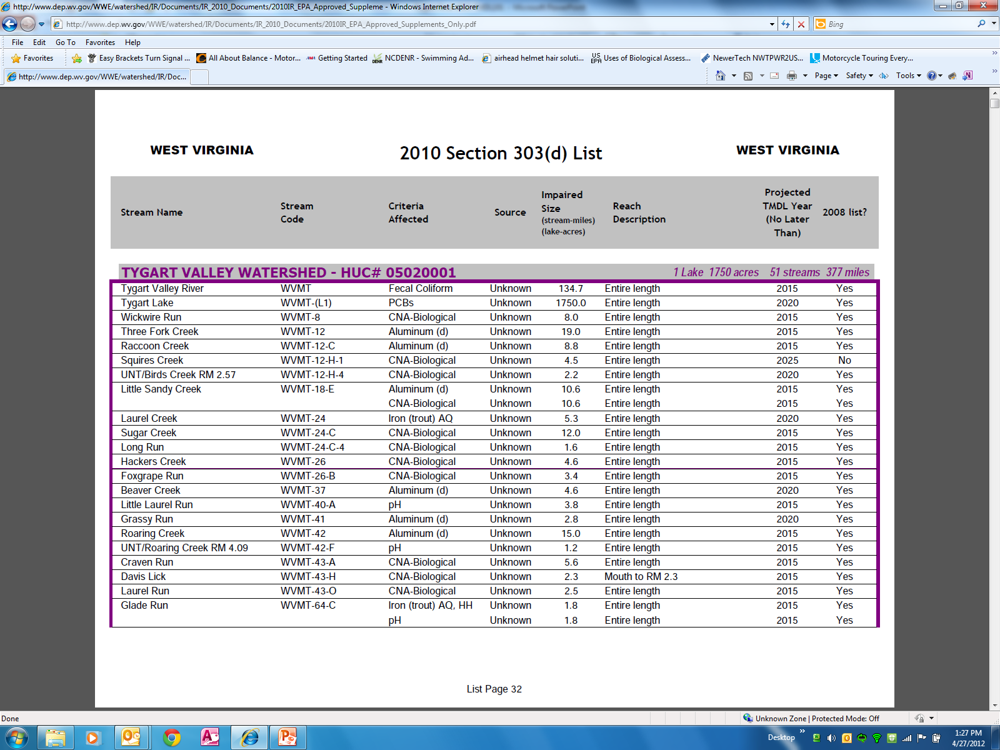 http://www.dep.wv.gov/WWE/watershed/IR/Documents/IR_2010_Documents/2010IR_EPA_Approved_Suppleme - Windows Internet Explorer
http://www.dep.wv.gov/WWE/watershed/IR/Documents/IR_2010_Documents/2010IR_EPA_Approved_Supplements_Only.pdf Bing
File Edit Go To Favorites Help
Favorites Easy Brackets Turn Signal ... All About Balance - Motor... Getting Started NCDENR - Swimming Ad... airhead helmet hair soluti... US EPA Uses of Biological Assess... NewerTech NWTPWR2US... Motorcycle Touring Every...
http://www.dep.wv.gov/WWE/watershed/IR/Doc... Page Safety Tools
WEST VIRGINIA 2010 Section 303(d) List WEST VIRGINIA
Stream Name Stream Code Criteria Affected Source Impaired Size (stream-miles) (lake-acres) Reach Description Projected TMDL Year (No Later Than) 2008 list?
TYGART VALLEY WATERSHED - HUC# 05020001 1 Lake 1750 acres 51 streams 377 miles
Tygart Valley River WVMT Fecal Coliform Unknown 134.7 Entire length 2015 Yes
Tygart Lake WVMT-(L1) PCBs Unknown 1750.0 Entire length 2020 Yes
Wickwire Run WVMT-8 CNA-Biological Unknown 8.0 Entire length 2015 Yes
Three Fork Creek WVMT-12 Aluminum (d) Unknown 19.0 Entire length 2015 Yes
Raccoon Creek WVMT-12-C Aluminum (d) Unknown 8.8 Entire length 2015 Yes
Squires Creek WVMT-12-H-1 CNA-Biological Unknown 4.5 Entire length 2025 No
UNT/Birds Creek RM 2.57 WVMT-12-H-4 CNA-Biological Unknown 2.2 Entire length 2020 Yes
Little Sandy Creek WVMT-18-E Aluminum (d) Unknown 10.6 Entire length 2015 Yes
CNA-Biological Unknown 10.6 Entire length 2015 Yes
Laurel Creek WVMT-24 Iron (trout) AQ Unknown 5.3 Entire length 2020 Yes
Sugar Creek WVMT-24-C CNA-Biological Unknown 12.0 Entire length 2015 Yes
Long Run WVMT-24-C-4 CNA-Biological Unknown 1.6 Entire length 2015 Yes
Hackers Creek WVMT-26 CNA-Biological Unknown 4.6 Entire length 2015 Yes
Foxgrape Run WVMT-26-B CNA-Biological Unknown 3.4 Entire length 2015 Yes
Beaver Creek WVMT-37 Aluminum (d) Unknown 4.6 Entire length 2020 Yes
Little Laurel Run WVMT-40-A pH Unknown 3.8 Entire length 2015 Yes
Grassy Run WVMT-41 Aluminum (d) Unknown 2.8 Entire length 2020 Yes
Roaring Creek WVMT-42 Aluminum (d) Unknown 15.0 Entire length 2015 Yes
UNT/Roaring Creek RM 4.09 WVMT-42-F pH Unknown 1.2 Entire length 2015 Yes
Craven Run WVMT-43-A CNA-Biological Unknown 5.6 Entire length 2015 Yes
Davis Lick WVMT-43-H CNA-Biological Unknown 2.3 Mouth to RM 2.3 2015 Yes
Laurel Run WVMT-43-O CNA-Biological Unknown 2.5 Entire length 2015 Yes
Glade Run WVMT-64-C Iron (trout) AQ, HH Unknown 1.8 Entire length 2015 Yes
pH Unknown 1.8 Entire length 2015 Yes
List Page 32
Done Unknown Zone | Protected Mode: Off
Desktop 1:27 PM
4/27/2012